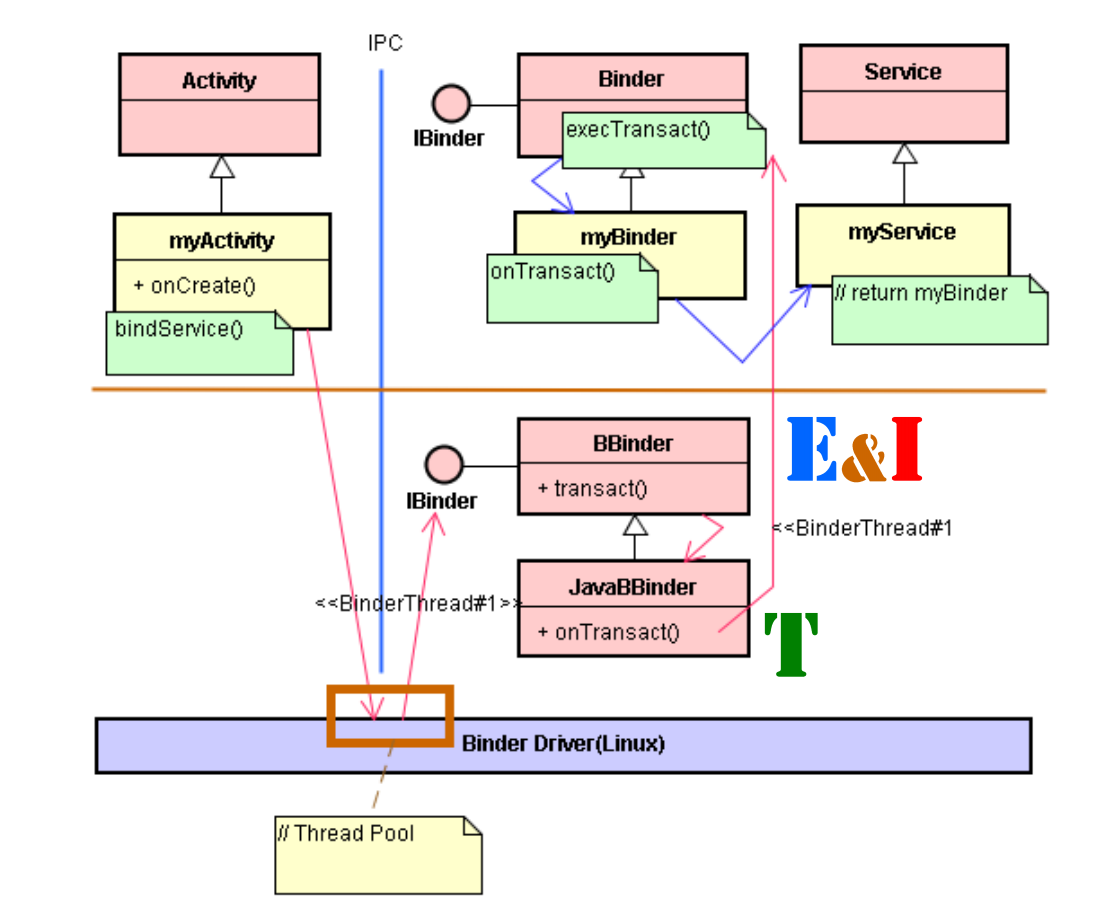 IPC
Activity
Binder
Service
IBinder
execTransact()
myActivity
+ onCreate()
bindService()
myBinder
onTransact()
myService
// return myBinder
E&I
BBinder
+ transact()
IBinder
<<BinderThread#1
<<BinderThread#1>>
JavaBBinder
+ onTransact()
T
Binder Driver(Linux)
// Thread Pool